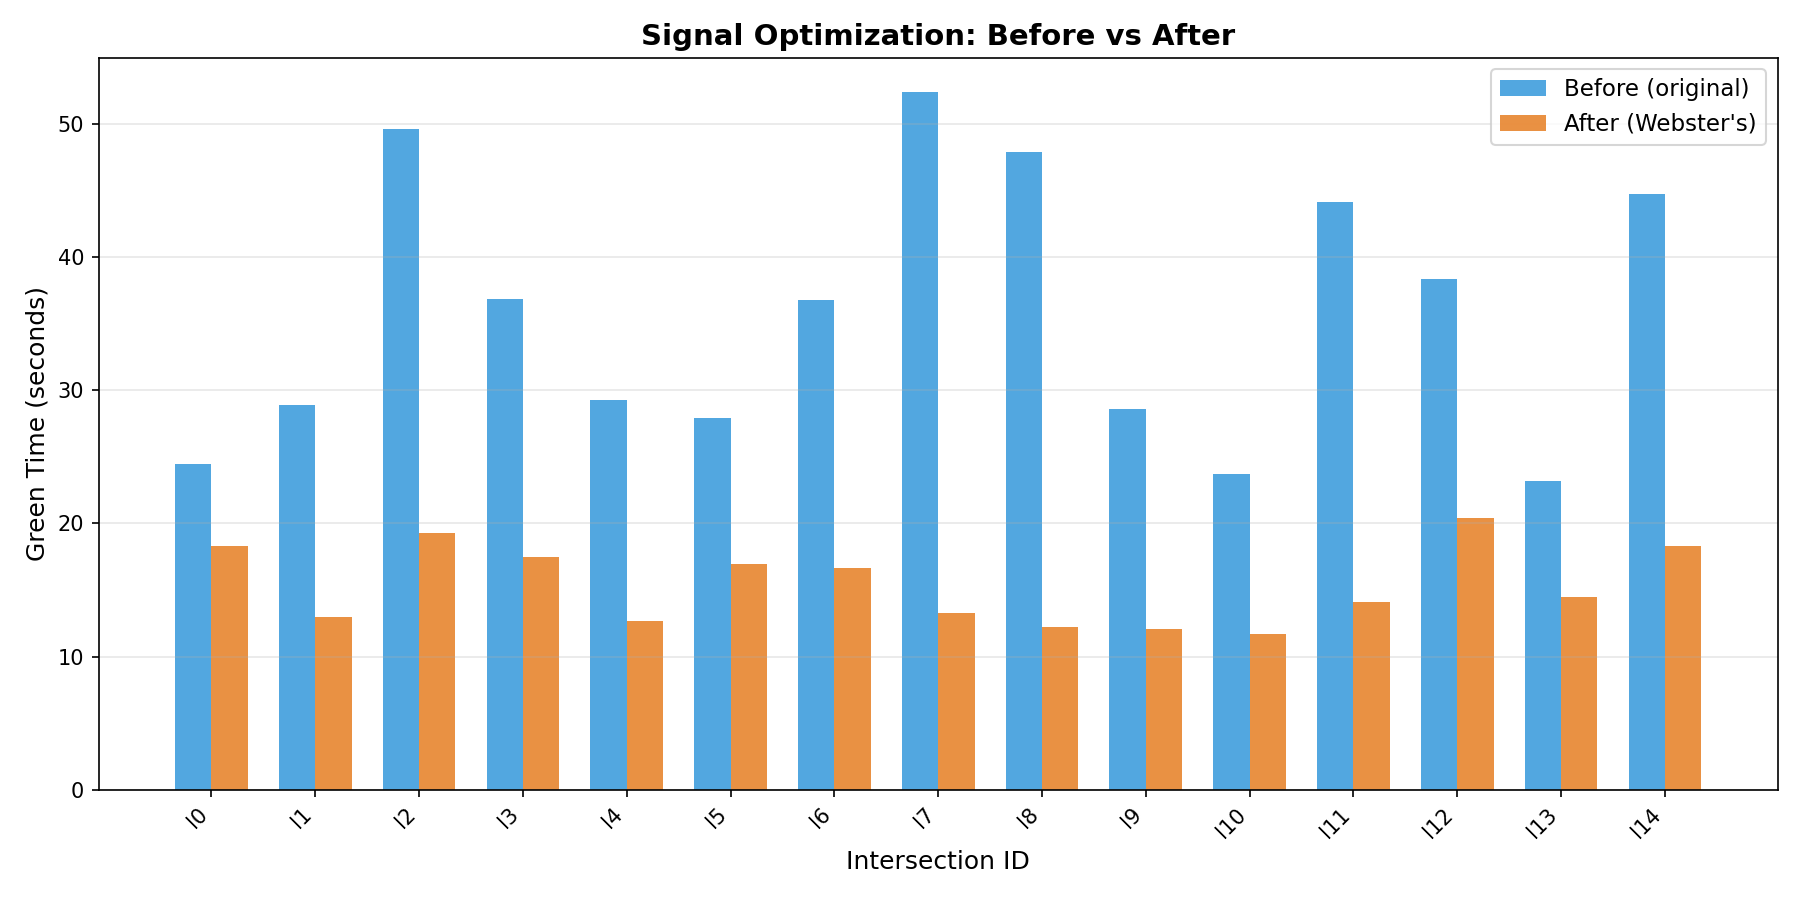 Signal Optimization: Before vs After
Before (original)
After (Webster's)
Green Time (seconds)
50
40
30
20
10
0
I0 I1 I2 I3 I4 I5 I6 I7 I8 I9 I10 I11 I12 I13 I14
Intersection ID